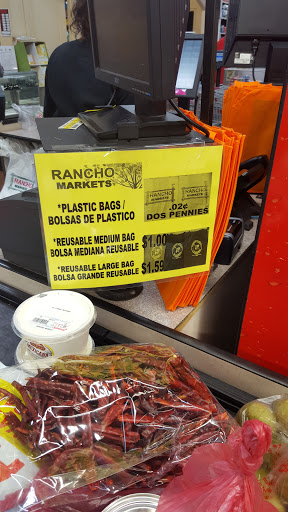 RANCHO
MARKETS
*PLASTIC BAGS /
BOLSAS DE PLASTICO
.02¢
DOS PENNIES
*REUSABLE MEDIUM BAG
BOLSA MEDIANA REUSABLE
$1.00
*REUSABLE LARGE BAG
BOLSA GRANDE REUSABLE
$1.59